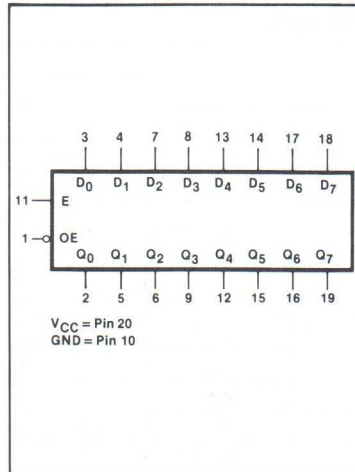 3 4 7 8 13 14 17 18
D0 D1 D2 D3 D4 D5 D6 D7
11 E
1 OE
Q0 Q1 Q2 Q3 Q4 Q5 Q6 Q7
2 5 6 9 12 15 16 19
VCC = Pin 20
GND = Pin 10